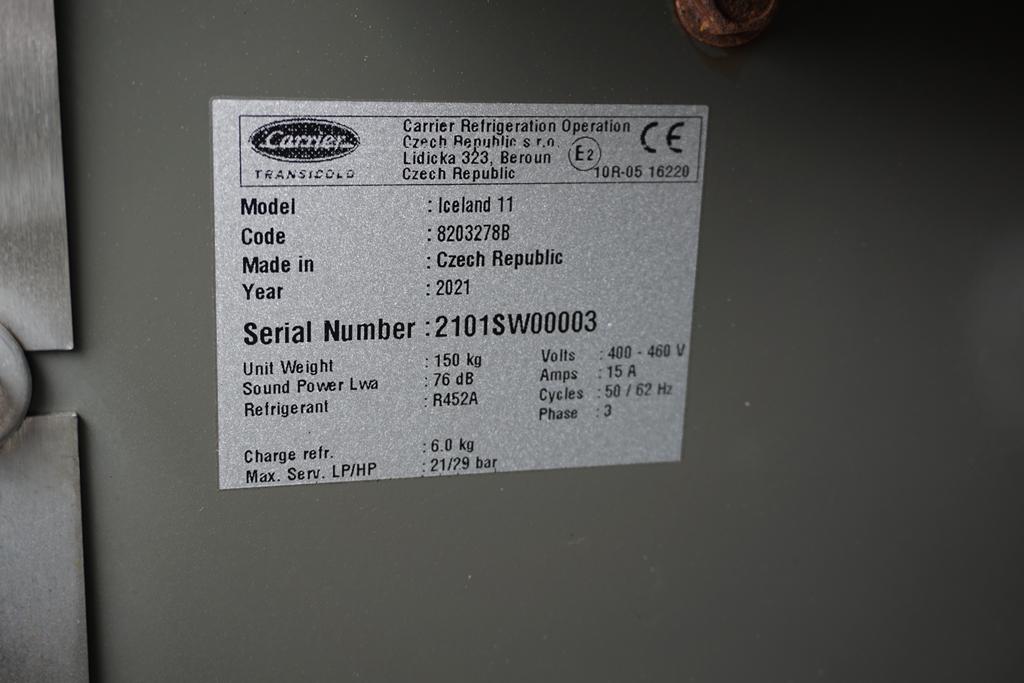 Carrier
TRANSICOLD
Carrier Refrigeration Operation
Czech Republic s.r.o.
Lidicka 323, Beroun
Czech Republic
E2
CE
10R-05 16220
Model : Iceland 11
Code : 8203278B
Made in : Czech Republic
Year : 2021
Serial Number : 2101SW00003
Unit Weight : 150 kg Volts : 400 - 460 V
Sound Power Lwa : 76 dB Amps : 15 A
Refrigerant : R452A Cycles : 50 / 62 Hz
Phase : 3
Charge refr. : 6.0 kg
Max. Serv. LP/HP : 21/29 bar